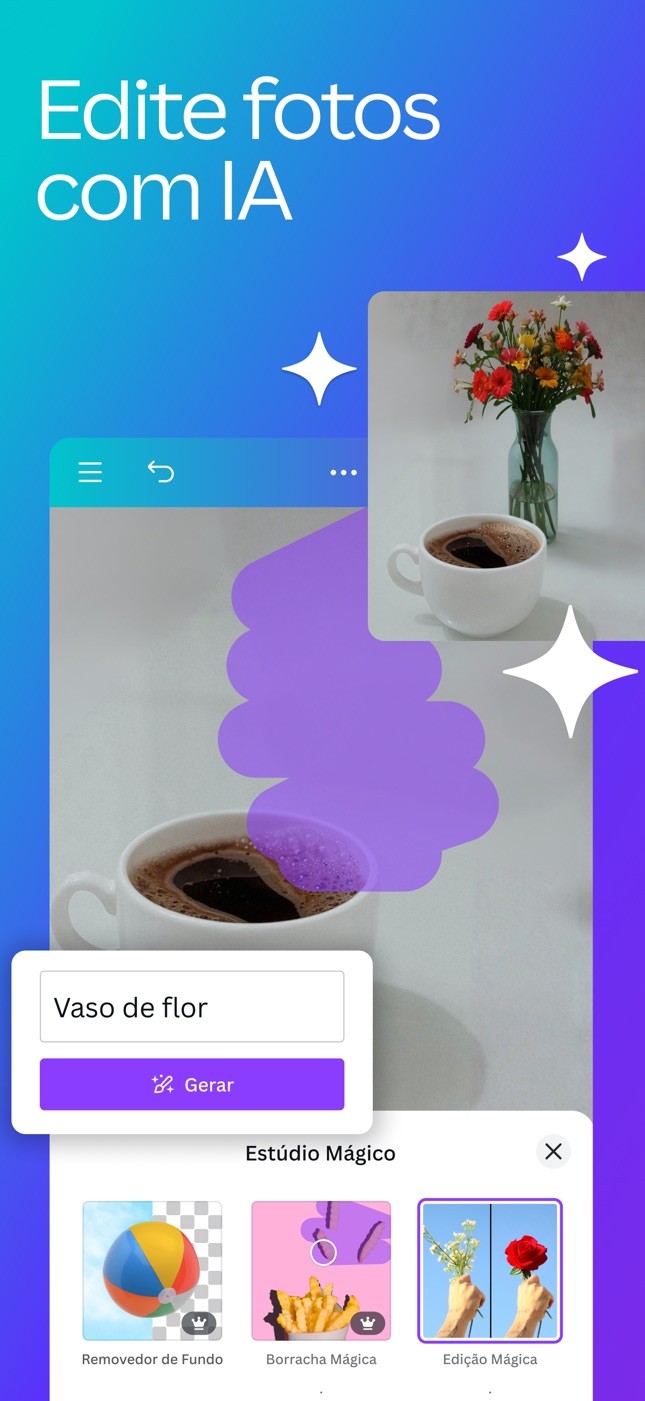 Edite fotos
com IA
Vaso de flor
Gerar
Estúdio Mágico
Removedor de Fundo
Borracha Mágica
Edição Mágica